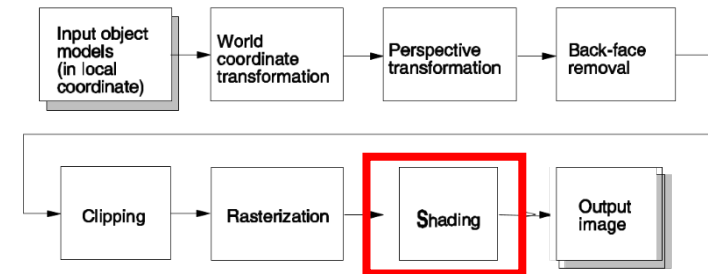 Input object
models
(in local
coordinate)
World
coordinate
transformation
Perspective
transformation
Back-face
removal
Clipping
Rasterization
Shading
Output
image